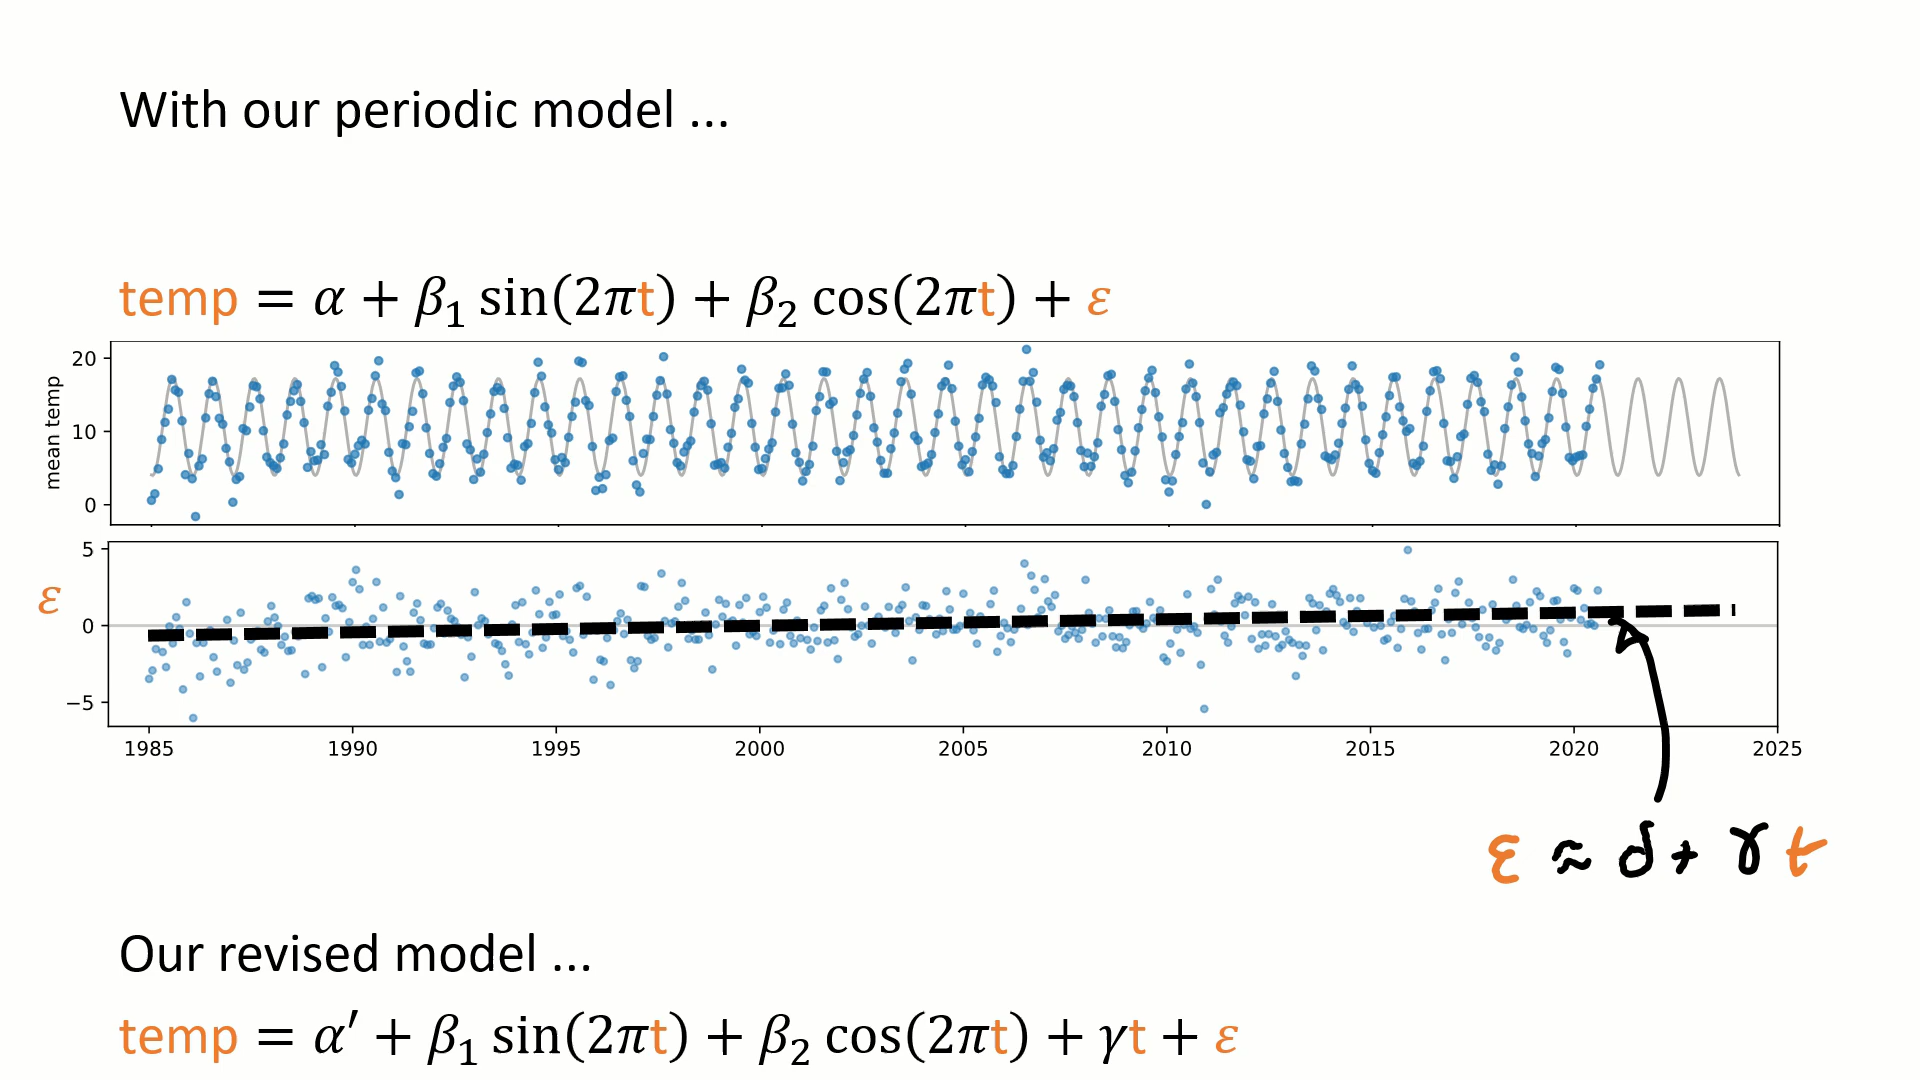 With our periodic model ...
temp = α + β₁ sin(2πt) + β₂ cos(2πt) + ε
mean temp
20
10
0
ε
5
0
−5
1985 1990 1995 2000 2005 2010 2015 2020 2025
ε ≈ δ + γ t
Our revised model ...
temp = α′ + β₁ sin(2πt) + β₂ cos(2πt) + γt + ε